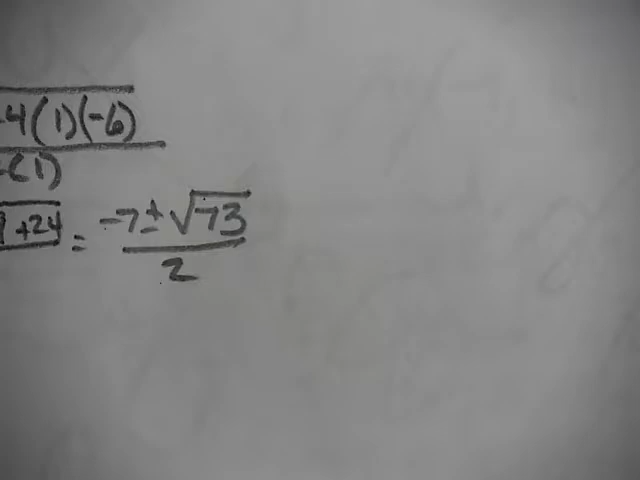 -4(1)(-6)
(1)
+24 = -7 ± √73
2